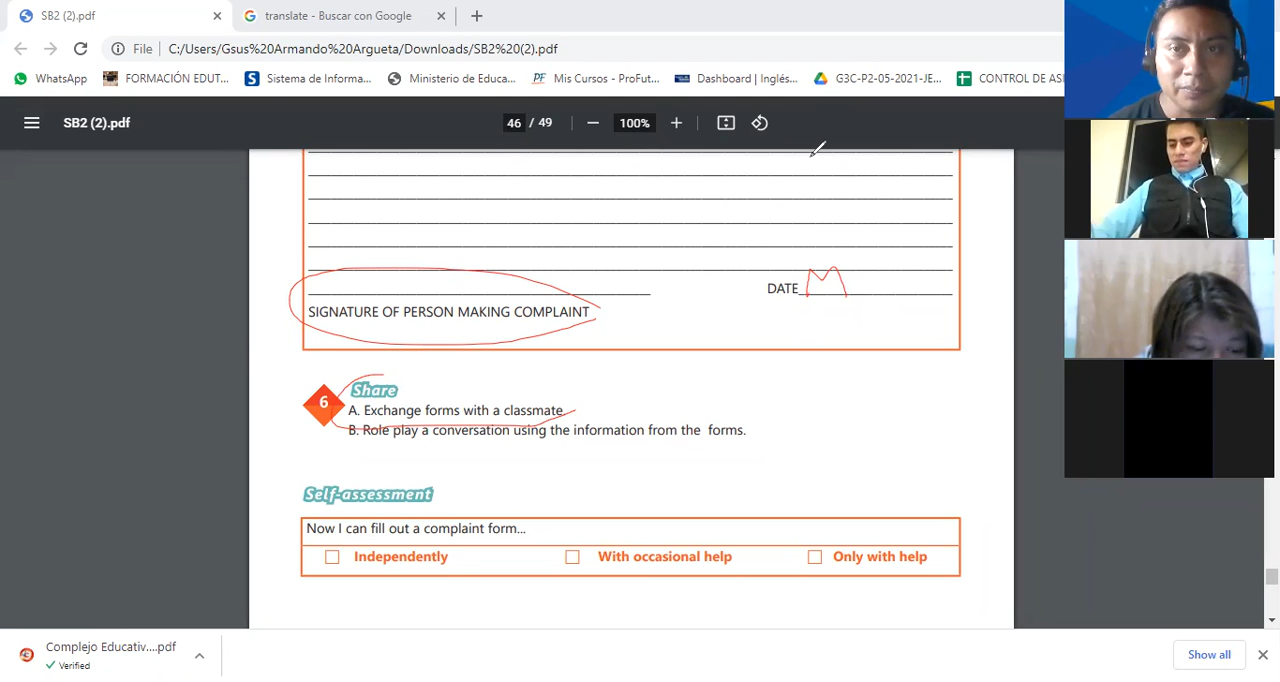 SB2 (2).pdf
translate - Buscar con Google
File
C:/Users/Gsus%20Armando%20Argueta/Downloads/SB2%20(2).pdf
WhatsApp
FORMACIÓN EDUT...
Sistema de Informa...
Ministerio de Educa...
Mis Cursos - ProFut...
Dashboard | Inglés...
G3C-P2-05-2021-JE...
CONTROL DE ASI
SB2 (2).pdf
46 / 49
100%
DATE M
SIGNATURE OF PERSON MAKING COMPLAINT
6
Share
A. Exchange forms with a classmate.
B. Role play a conversation using the information from the forms.
Self-assessment
Now I can fill out a complaint form...
Independently
With occasional help
Only with help
Complejo Educativ....pdf
Verified
Show all